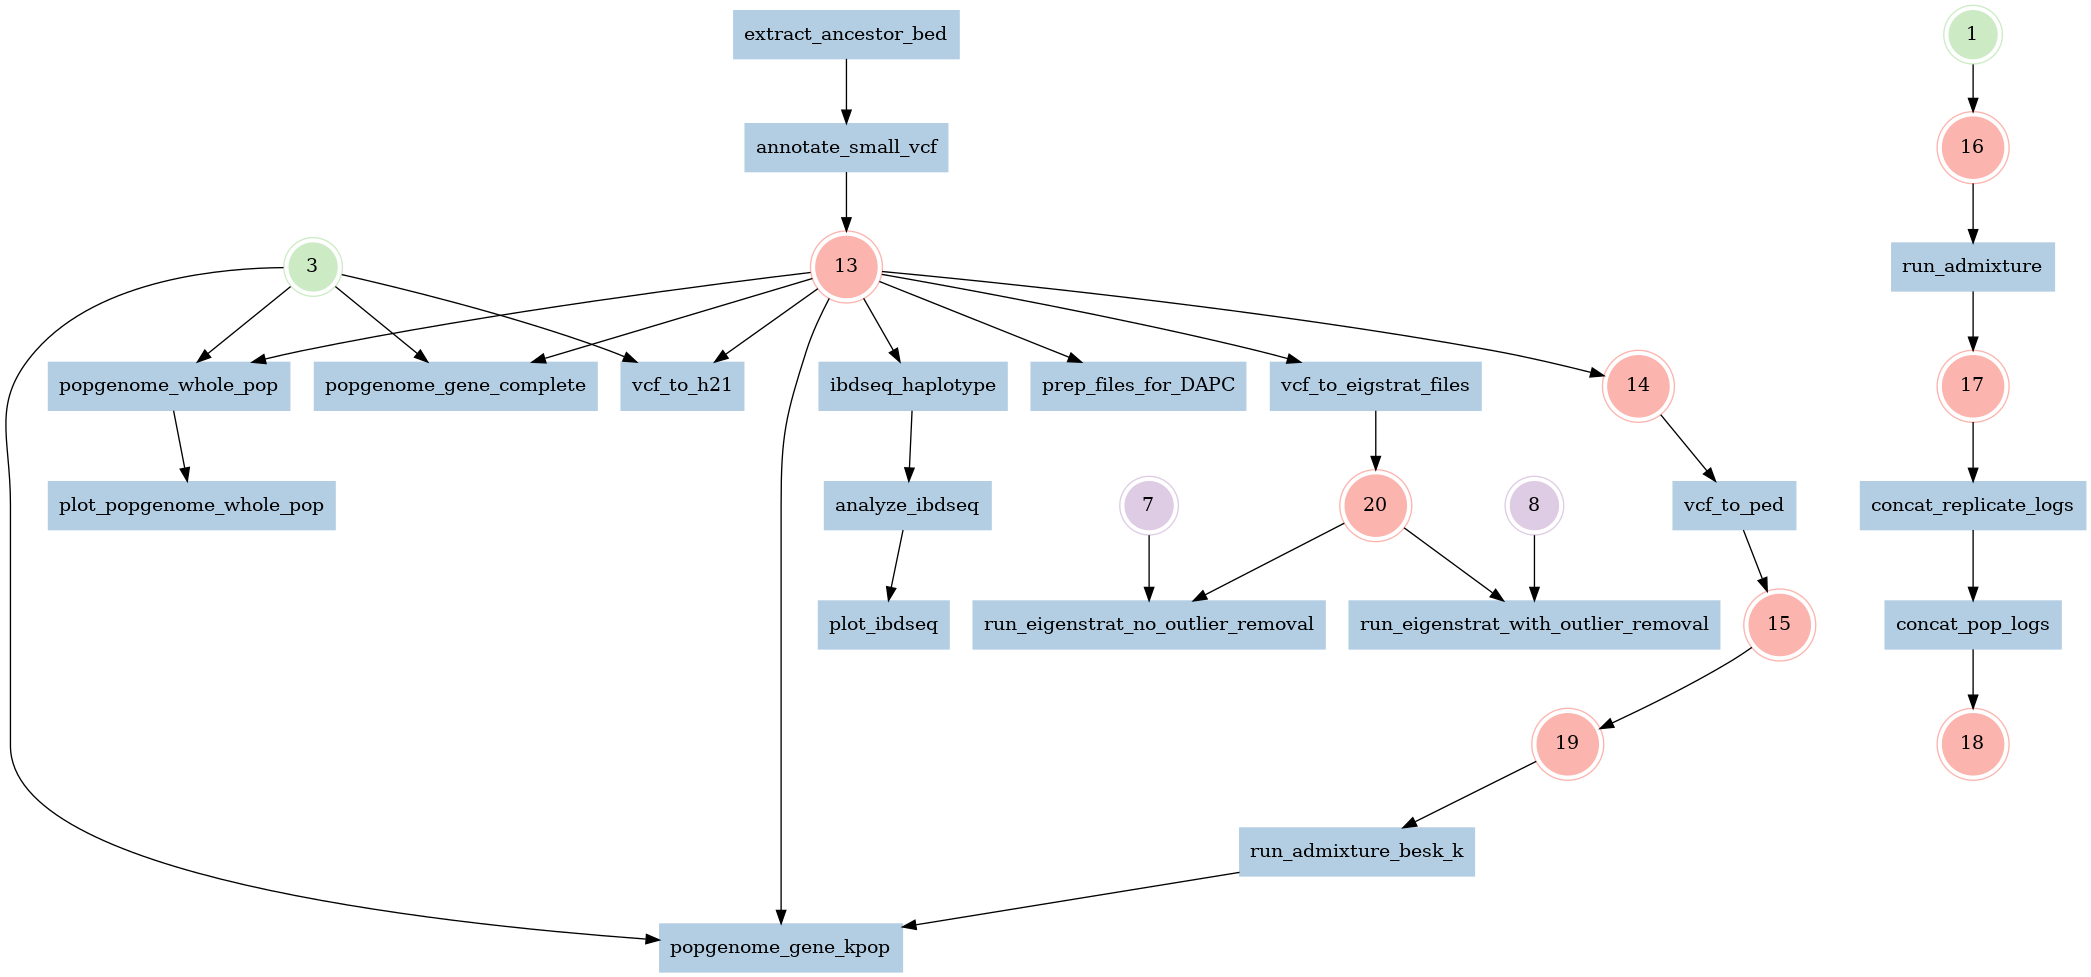 extract_ancestor_bed
1
annotate_small_vcf
16
3
13
run_admixture
popgenome_whole_pop
popgenome_gene_complete
vcf_to_h21
ibdseq_haplotype
prep_files_for_DAPC
vcf_to_eigstrat_files
14
17
plot_popgenome_whole_pop
analyze_ibdseq
7
20
8
vcf_to_ped
concat_replicate_logs
plot_ibdseq
run_eigenstrat_no_outlier_removal
run_eigenstrat_with_outlier_removal
15
concat_pop_logs
19
18
run_admixture_besk_k
popgenome_gene_kpop